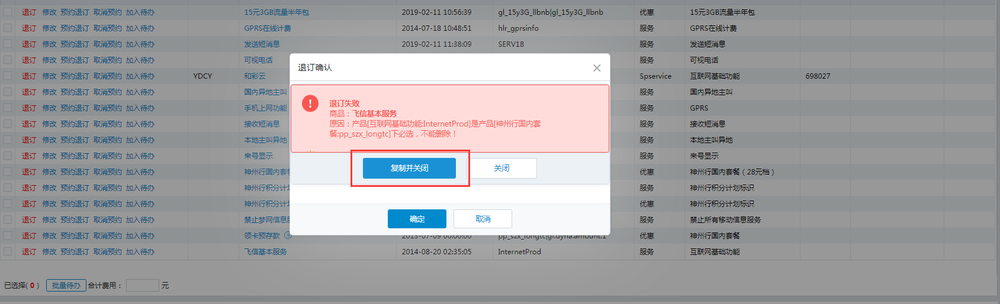 退订 修改 预约退订 取消预约 加入待办 15元3GB流量半年包 2019-02-11 10:56:39 gl_15y3G_llbnb|gl_15y3G_llbnb 优惠 15元3GB流量半年包
退订 修改 预约退订 取消预约 加入待办 GPRS在线计费 2014-07-18 10:48:51 hlr_gprsinfo 服务 GPRS在线计费
退订 修改 预约退订 取消预约 加入待办 发送短消息 2019-02-11 11:38:09 SERV18 服务 发送短消息
退订 修改 预约退订 取消预约 加入待办 可视电话 服务 可视电话
退订 修改 预约退订 取消预约 加入待办 YDCY 和彩云 Spservice 互联网基础功能 698027
退订 修改 预约退订 取消预约 加入待办 国内异地主叫 服务 国内异地主叫
退订 修改 预约退订 取消预约 加入待办 手机上网功能 服务 GPRS
退订 修改 预约退订 取消预约 加入待办 接收短消息 服务 接收短消息
退订 修改 预约退订 取消预约 加入待办 本地主叫异地 服务 本地主叫异地
退订 修改 预约退订 取消预约 加入待办 来号显示 服务 来号显示
退订 修改 预约退订 取消预约 加入待办 神州行国内套餐 优惠 神州行国内套餐（28元档）
退订 修改 预约退订 取消预约 加入待办 神州行积分计划 服务 神州行积分计划标识
退订 修改 预约退订 取消预约 加入待办 神州行积分计划 优惠 神州行积分计划标识
退订 修改 预约退订 取消预约 加入待办 禁止梦网信息 服务 禁止所有移动信息服务
退订 修改 预约退订 取消预约 加入待办 领卡预存款 2013-07-09 00:00:00 pp_szx_longtc|gl.dyna.amount.1 优惠 神州行国内套餐
退订 修改 预约退订 取消预约 加入待办 飞信基本服务 2014-08-20 02:35:05 InternetProd 服务 互联网基础功能
已选择( 0 ) 批量待办 合计费用： 元
退订确认
退订失败
商品：飞信基本服务
原因：产品[互联网基础功能:InternetProd]是产品[神州行国内套
餐:pp_szx_longtc]下必选，不能删除！
复制并关闭 关闭
确定 取消